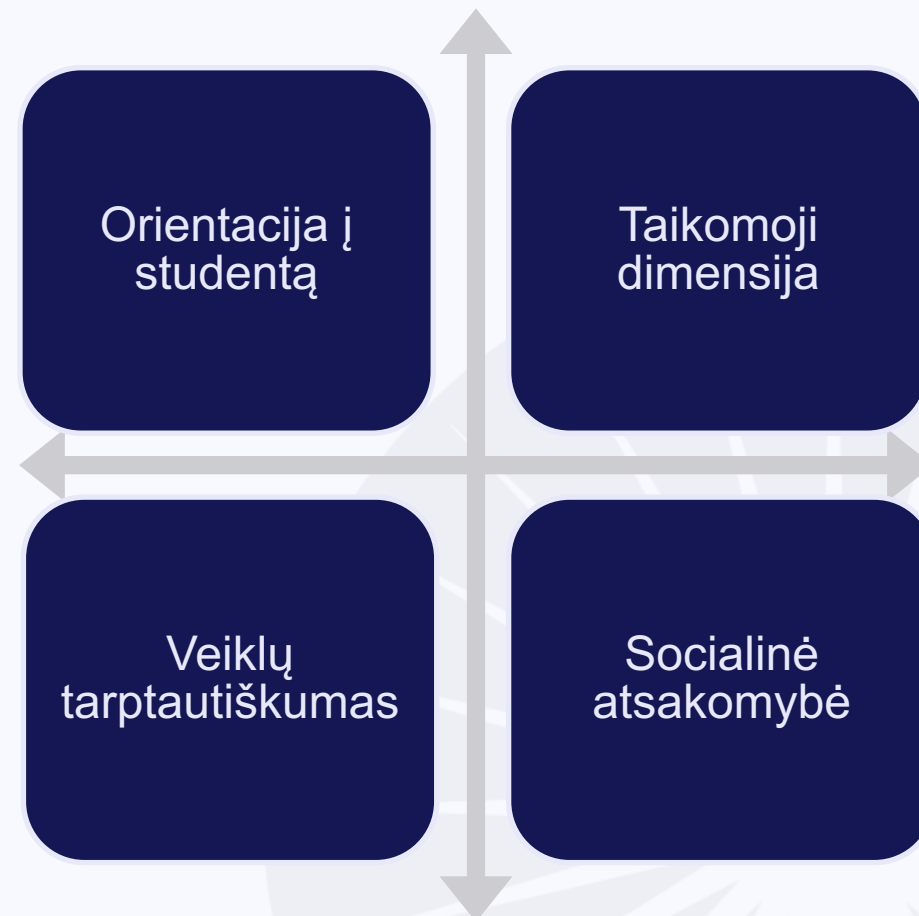 Orientacija į
studentą
Taikomoji
dimensija
Veiklų
tarptautiškumas
Socialinė
atsakomybė